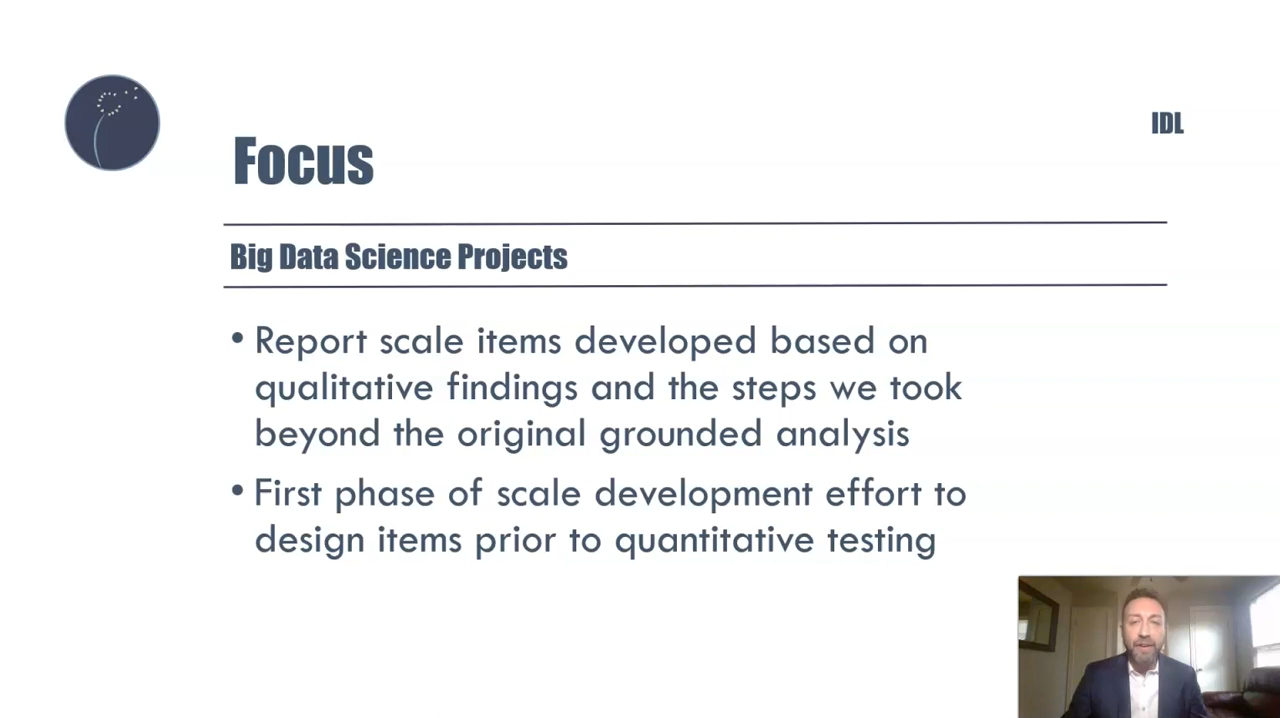 IDL
Focus
Big Data Science Projects
• Report scale items developed based on
qualitative findings and the steps we took
beyond the original grounded analysis
• First phase of scale development effort to
design items prior to quantitative testing